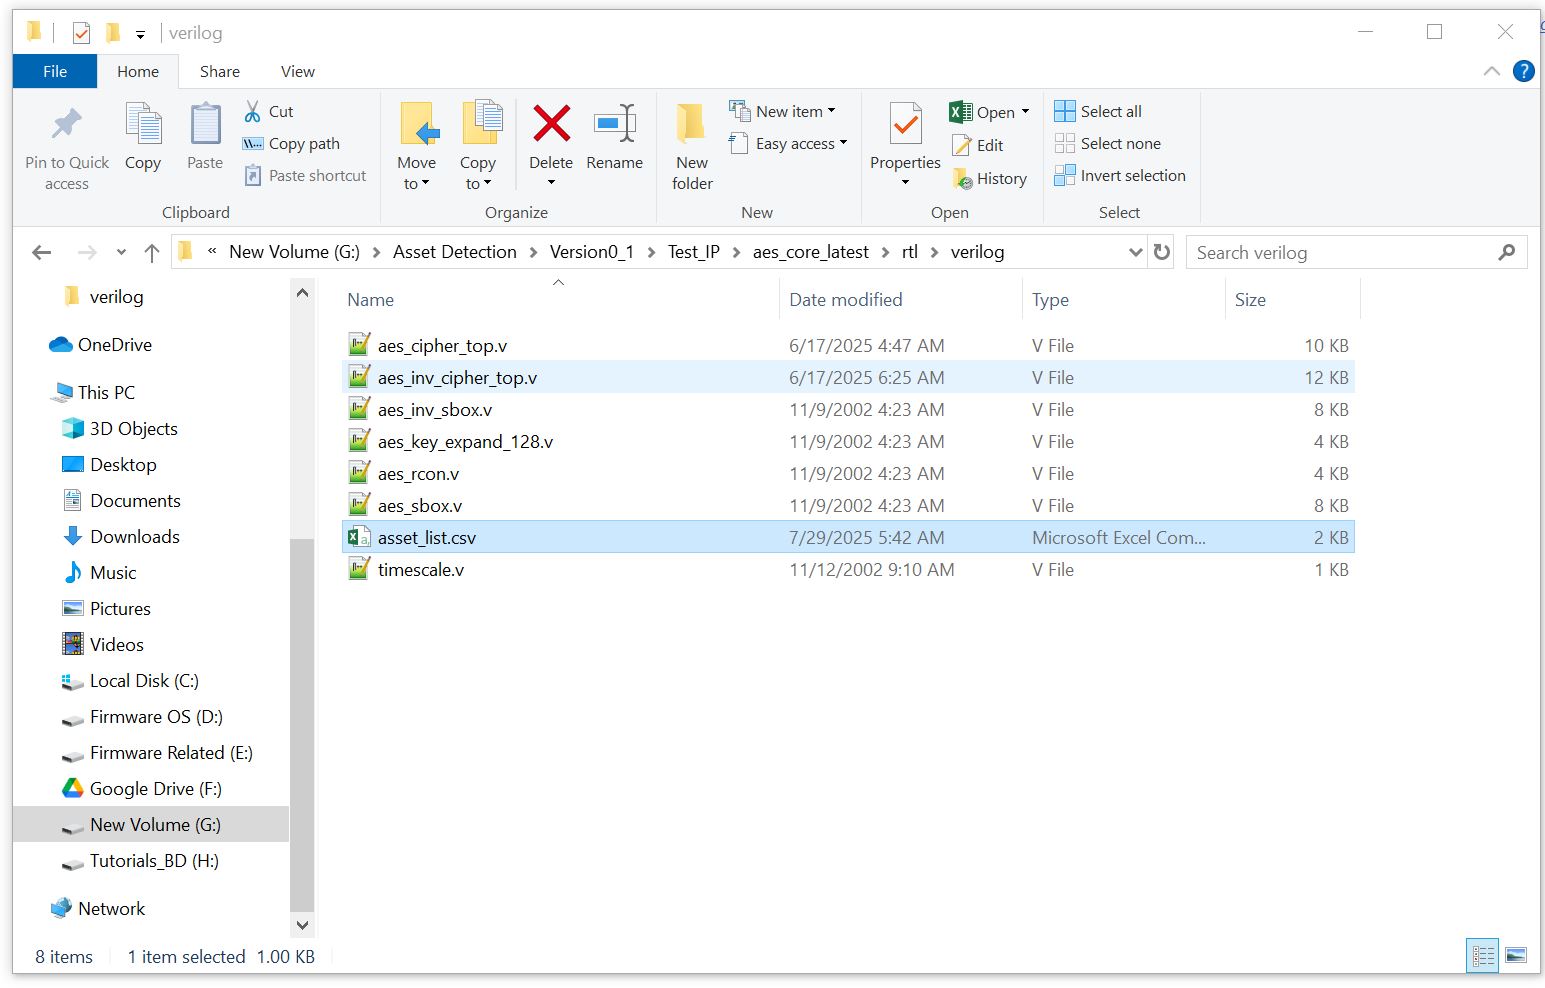 verilog
File Home Share View
Pin to Quick access
Copy
Paste
Cut
Copy path
Paste shortcut
Clipboard
Move to
Copy to
Delete
Rename
Organize
New folder
New item
Easy access
New
Properties
Open
Edit
History
Open
Select all
Select none
Invert selection
Select
« New Volume (G:) > Asset Detection > Version0_1 > Test_IP > aes_core_latest > rtl > verilog
Search verilog
verilog
OneDrive
This PC
3D Objects
Desktop
Documents
Downloads
Music
Pictures
Videos
Local Disk (C:)
Firmware OS (D:)
Firmware Related (E:)
Google Drive (F:)
New Volume (G:)
Tutorials_BD (H:)
Network
Name Date modified Type Size
aes_cipher_top.v 6/17/2025 4:47 AM V File 10 KB
aes_inv_cipher_top.v 6/17/2025 6:25 AM V File 12 KB
aes_inv_sbox.v 11/9/2002 4:23 AM V File 8 KB
aes_key_expand_128.v 11/9/2002 4:23 AM V File 4 KB
aes_rcon.v 11/9/2002 4:23 AM V File 4 KB
aes_sbox.v 11/9/2002 4:23 AM V File 8 KB
asset_list.csv 7/29/2025 5:42 AM Microsoft Excel Com... 2 KB
timescale.v 11/12/2002 9:10 AM V File 1 KB
8 items 1 item selected 1.00 KB